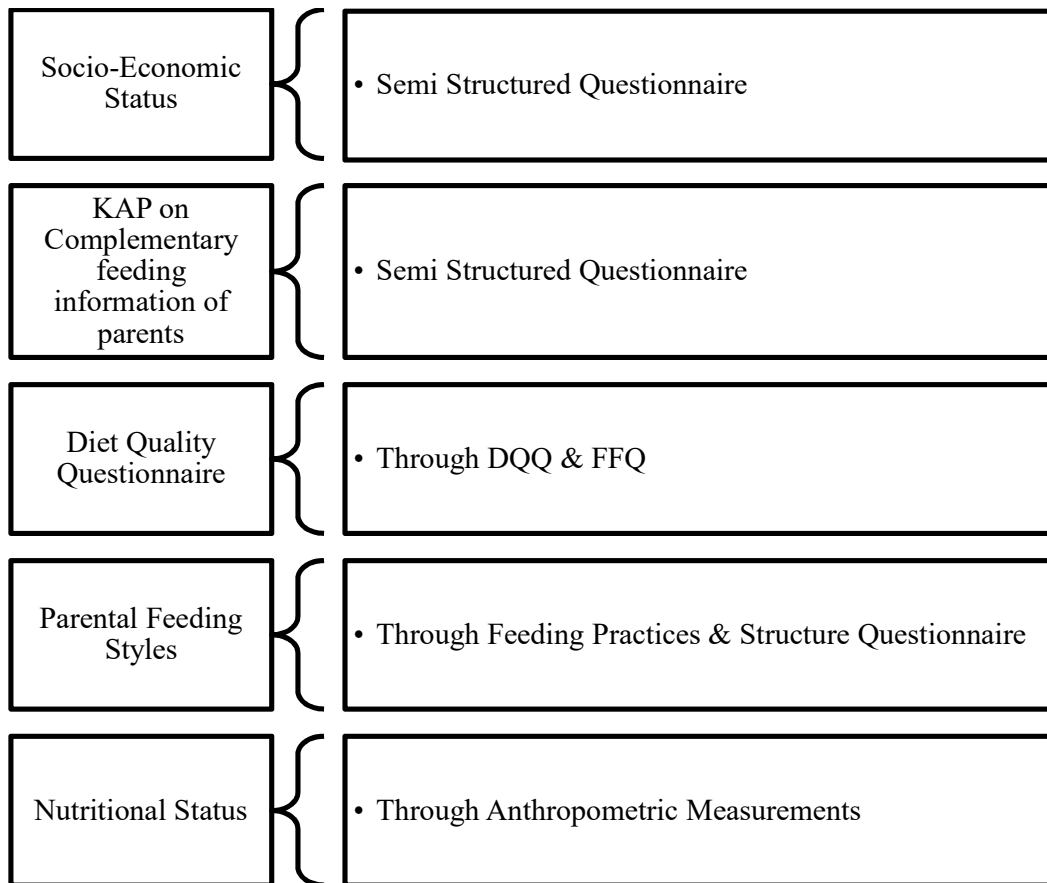 Socio-Economic
Status
• Semi Structured Questionnaire
KAP on
Complementary
feeding
information of
parents
• Semi Structured Questionnaire
Diet Quality
Questionnaire
• Through DQQ & FFQ
Parental Feeding
Styles
• Through Feeding Practices & Structure Questionnaire
Nutritional Status
• Through Anthropometric Measurements